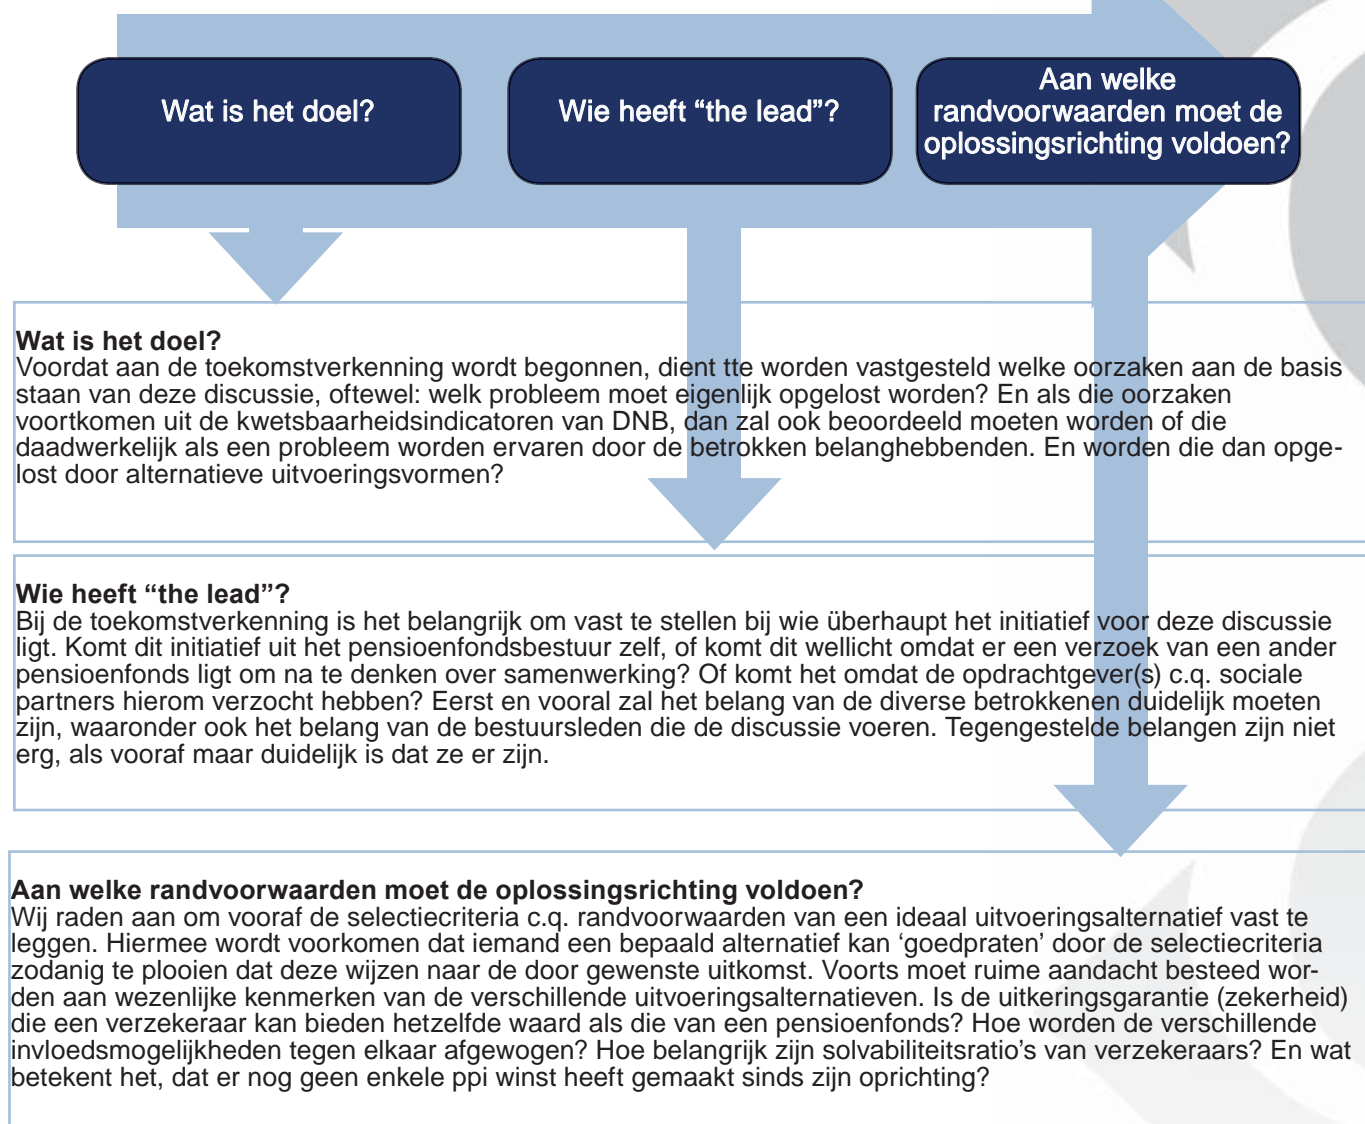 Wat is het doel?
Wie heeft “the lead”?
Aan welke
randvoorwaarden moet de
oplossingsrichting voldoen?
Wat is het doel?
Voordat aan de toekomstverkenning wordt begonnen, dient tte worden vastgesteld welke oorzaken aan de basis
staan van deze discussie, oftewel: welk probleem moet eigenlijk opgelost worden? En als die oorzaken
voortkomen uit de kwetsbaarheidsindicatoren van DNB, dan zal ook beoordeeld moeten worden of die
daadwerkelijk als een probleem worden ervaren door de betrokken belanghebbenden. En worden die dan opge-
lost door alternatieve uitvoeringsvormen?
Wie heeft “the lead”?
Bij de toekomstverkenning is het belangrijk om vast te stellen bij wie überhaupt het initiatief voor deze discussie
ligt. Komt dit initiatief uit het pensioenfondsbestuur zelf, of komt dit wellicht omdat er een verzoek van een ander
pensioenfonds ligt om na te denken over samenwerking? Of komt het omdat de opdrachtgever(s) c.q. sociale
partners hierom verzocht hebben? Eerst en vooral zal het belang van de diverse betrokkenen duidelijk moeten
zijn, waaronder ook het belang van de bestuursleden die de discussie voeren. Tegengestelde belangen zijn niet
erg, als vooraf maar duidelijk is dat ze er zijn.
Aan welke randvoorwaarden moet de oplossingsrichting voldoen?
Wij raden aan om vooraf de selectiecriteria c.q. randvoorwaarden van een ideaal uitvoeringsalternatief vast te
leggen. Hiermee wordt voorkomen dat iemand een bepaald alternatief kan ‘goedpraten’ door de selectiecriteria
zodanig te plooien dat deze wijzen naar de door gewenste uitkomst. Voorts moet ruime aandacht besteed wor-
den aan wezenlijke kenmerken van de verschillende uitvoeringsalternatieven. Is de uitkeringsgarantie (zekerheid)
die een verzekeraar kan bieden hetzelfde waard als die van een pensioenfonds? Hoe worden de verschillende
invloedsmogelijkheden tegen elkaar afgewogen? Hoe belangrijk zijn solvabiliteitsratio’s van verzekeraars? En wat
betekent het, dat er nog geen enkele ppi winst heeft gemaakt sinds zijn oprichting?